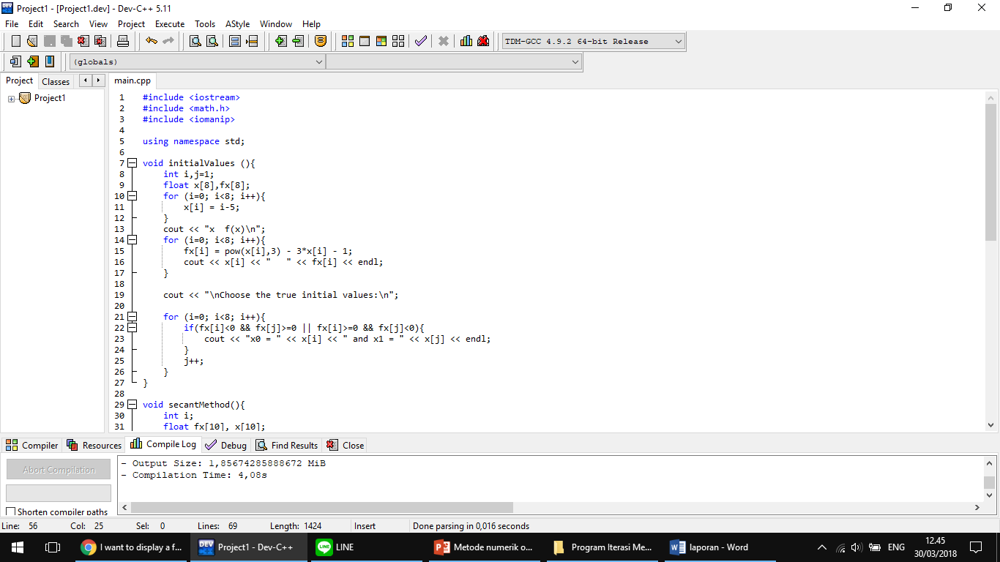 Project1 - [Project1.dev] - Dev-C++ 5.11
File Edit Search View Project Execute Tools AStyle Window Help
TDM-GCC 4.9.2 64-bit Release
(globals)
Project Classes main.cpp
Project1
1 #include <iostream>
2 #include <math.h>
3 #include <iomanip>
4
5 using namespace std;
6
7 void initialValues (){
8 int i,j=1;
9 float x[8],fx[8];
10 for (i=0; i<8; i++){
11 x[i] = i-5;
12 }
13 cout << "x  f(x)\n";
14 for (i=0; i<8; i++){
15 fx[i] = pow(x[i],3) - 3*x[i] - 1;
16 cout << x[i] << "   " << fx[i] << endl;
17 }
18
19 cout << "\nChoose the true initial values:\n";
20
21 for (i=0; i<8; i++){
22 if(fx[i]<0 && fx[j]>=0 || fx[i]>=0 && fx[j]<0){
23 cout << "x0 = " << x[i] << " and x1 = " << x[j] << endl;
24 }
25 j++;
26 }
27 }
28
29 void secantMethod(){
30 int i;
31 float fx[10], x[10];
Compiler Resources Compile Log Debug Find Results Close
Abort Compilation
Shorten compiler paths
- Output Size: 1,85674285888672 MiB
- Compilation Time: 4,08s
Line: 56 Col: 25 Sel: 0 Lines: 69 Length: 1424 Insert Done parsing in 0,016 seconds
I want to display a f... Project1 - Dev-C++ LINE Metode numerik o... Program Iterasi Me... laporan - Word ENG 12.45
30/03/2018